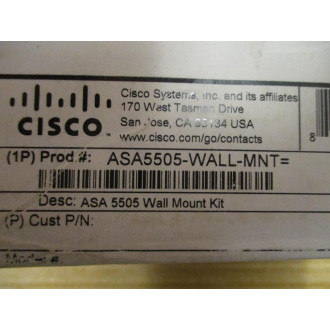 Cisco Systems, Inc. and its affiliates
170 West Tasman Drive
San Jose, CA 95134 USA
www.cisco.com/go/contacts
CISCO
(1P) Prod #: ASA5505-WALL-MNT=
Desc: ASA 5505 Wall Mount Kit
(P) Cust P/N: